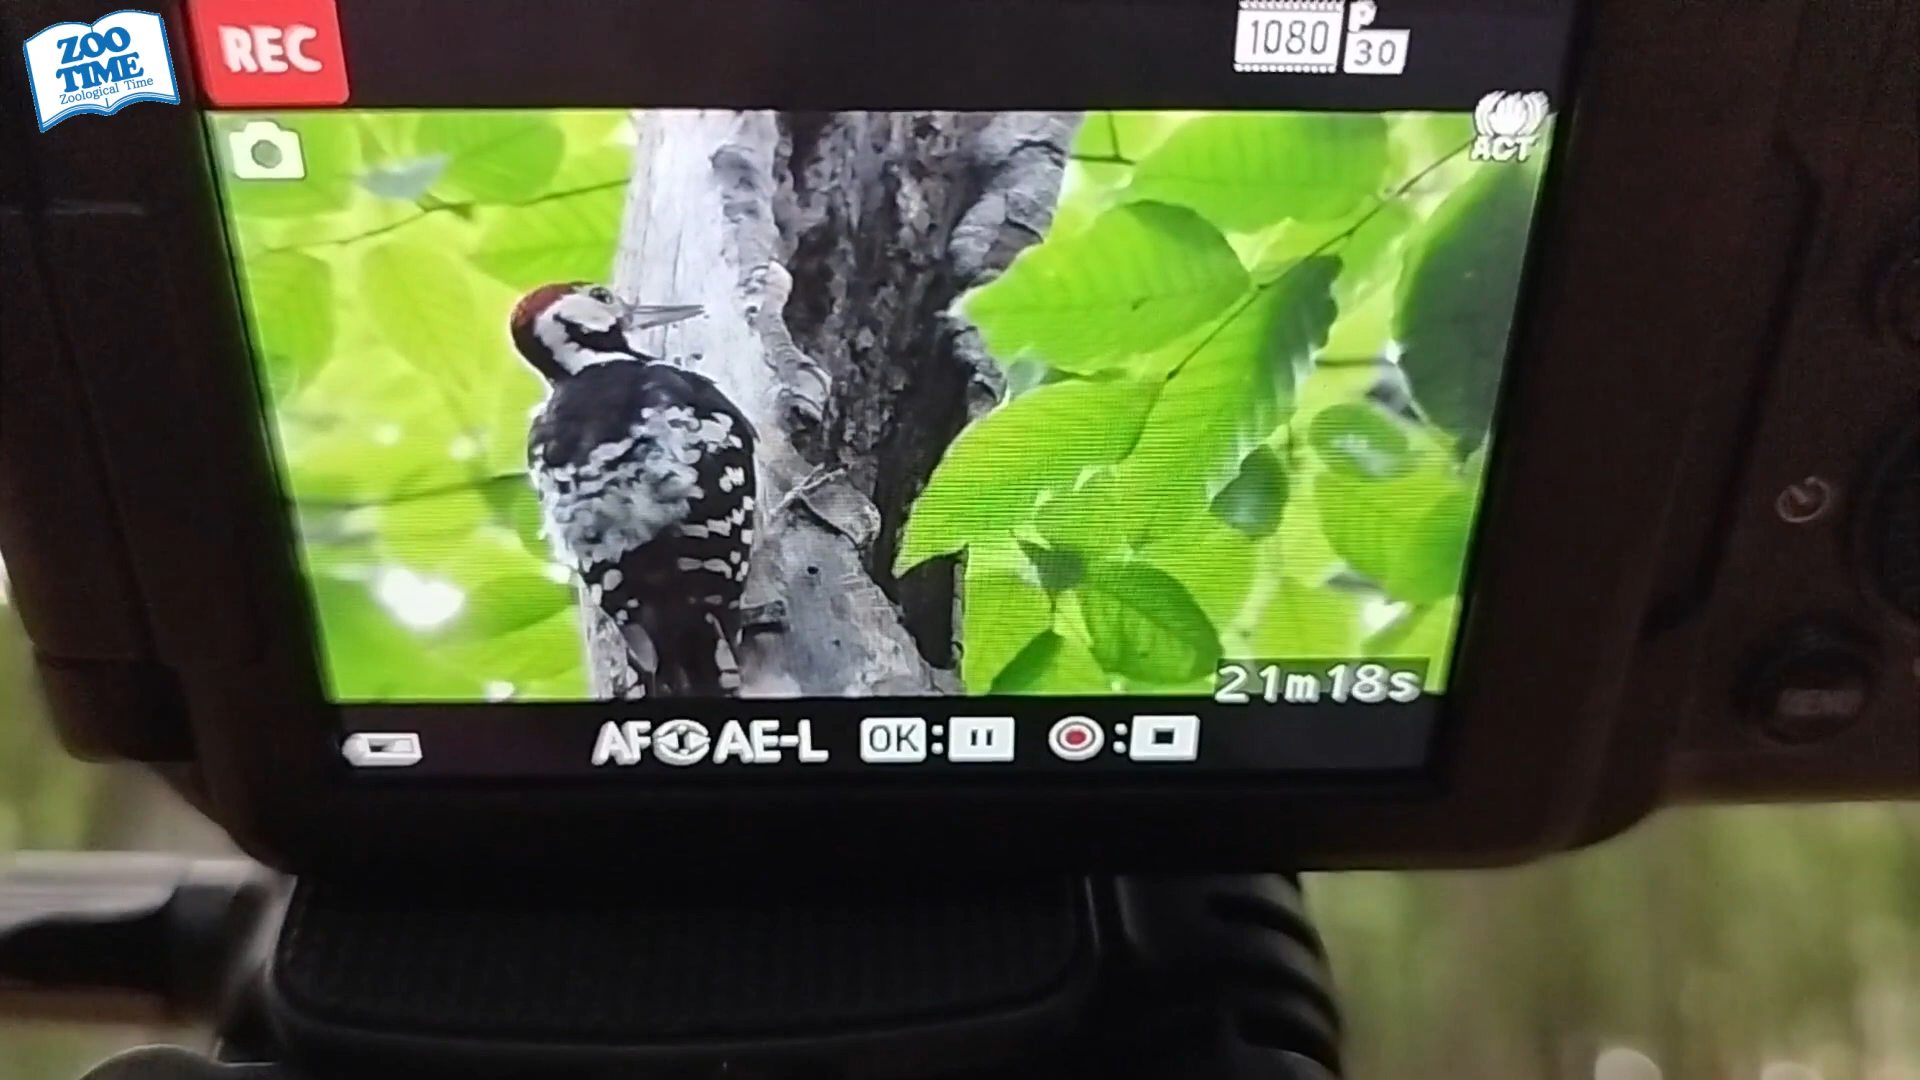 ZOO
TIME
Zoological Time
REC
1080 P
30
ACT
21m18s
AF AE-L OK: :